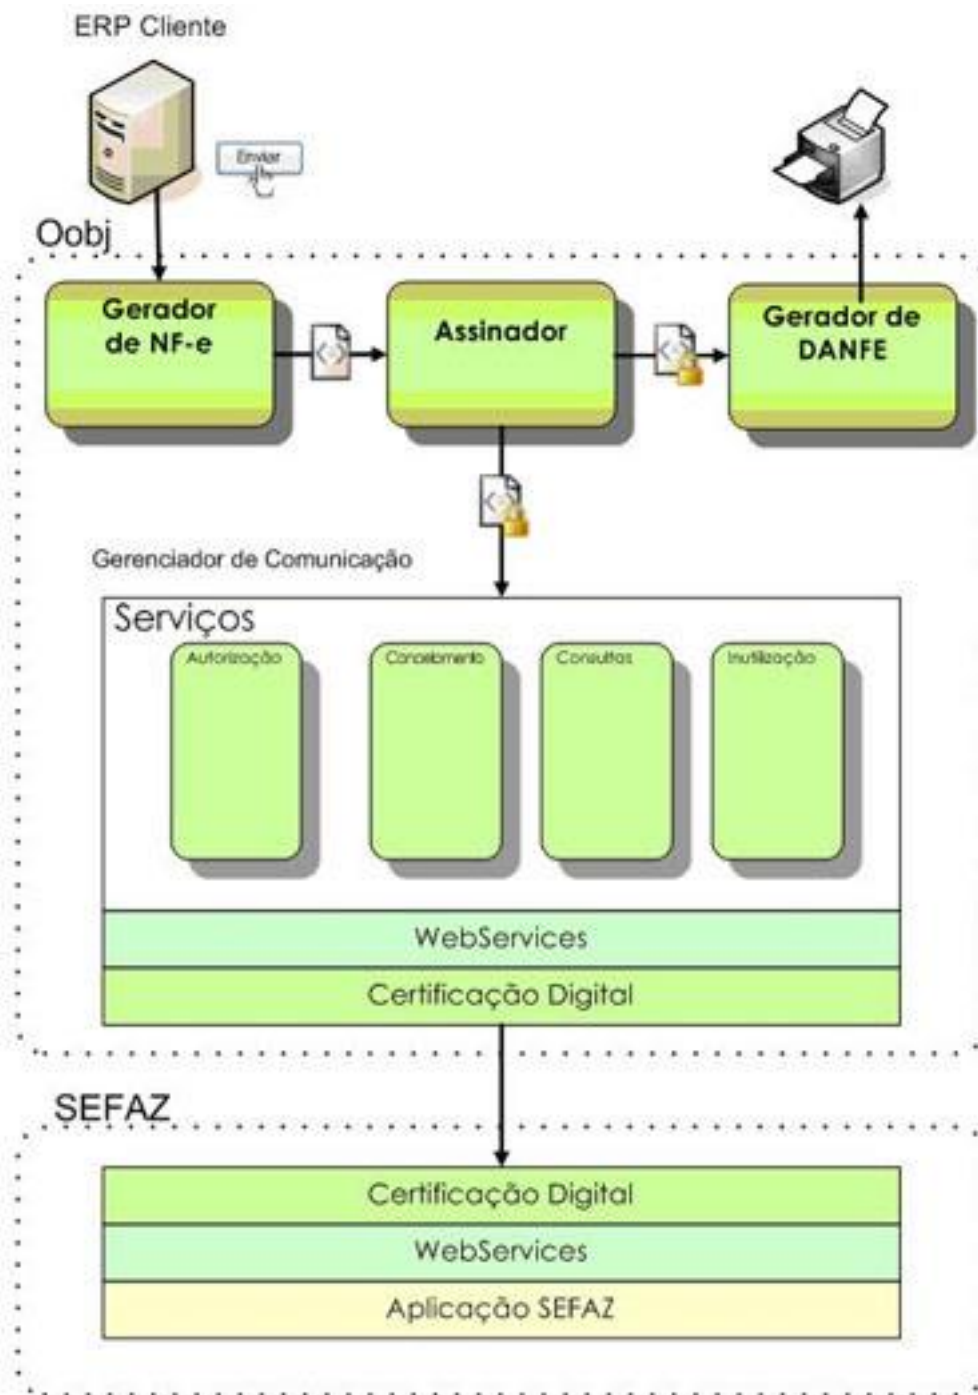 ERP Cliente
Enviar
Oobj
Gerador
de NF-e
Assinador
Gerador de
DANFE
Gerenciador de Comunicação
Serviços
Autorização
Cancelamento
Consultas
Inutilização
WebServices
Certificação Digital
SEFAZ
Certificação Digital
WebServices
Aplicação SEFAZ